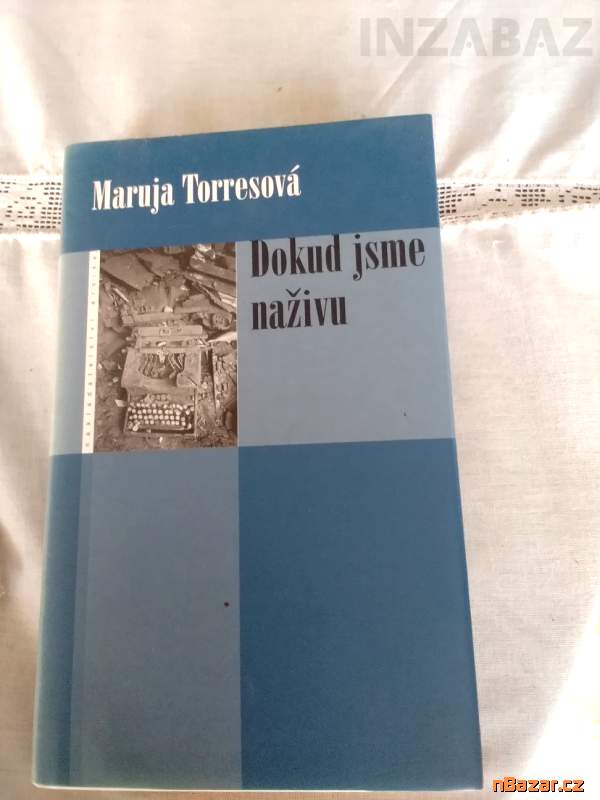 INZABAZ
Maruja Torresová
Dokud jsme
naživu
nBazar.cz